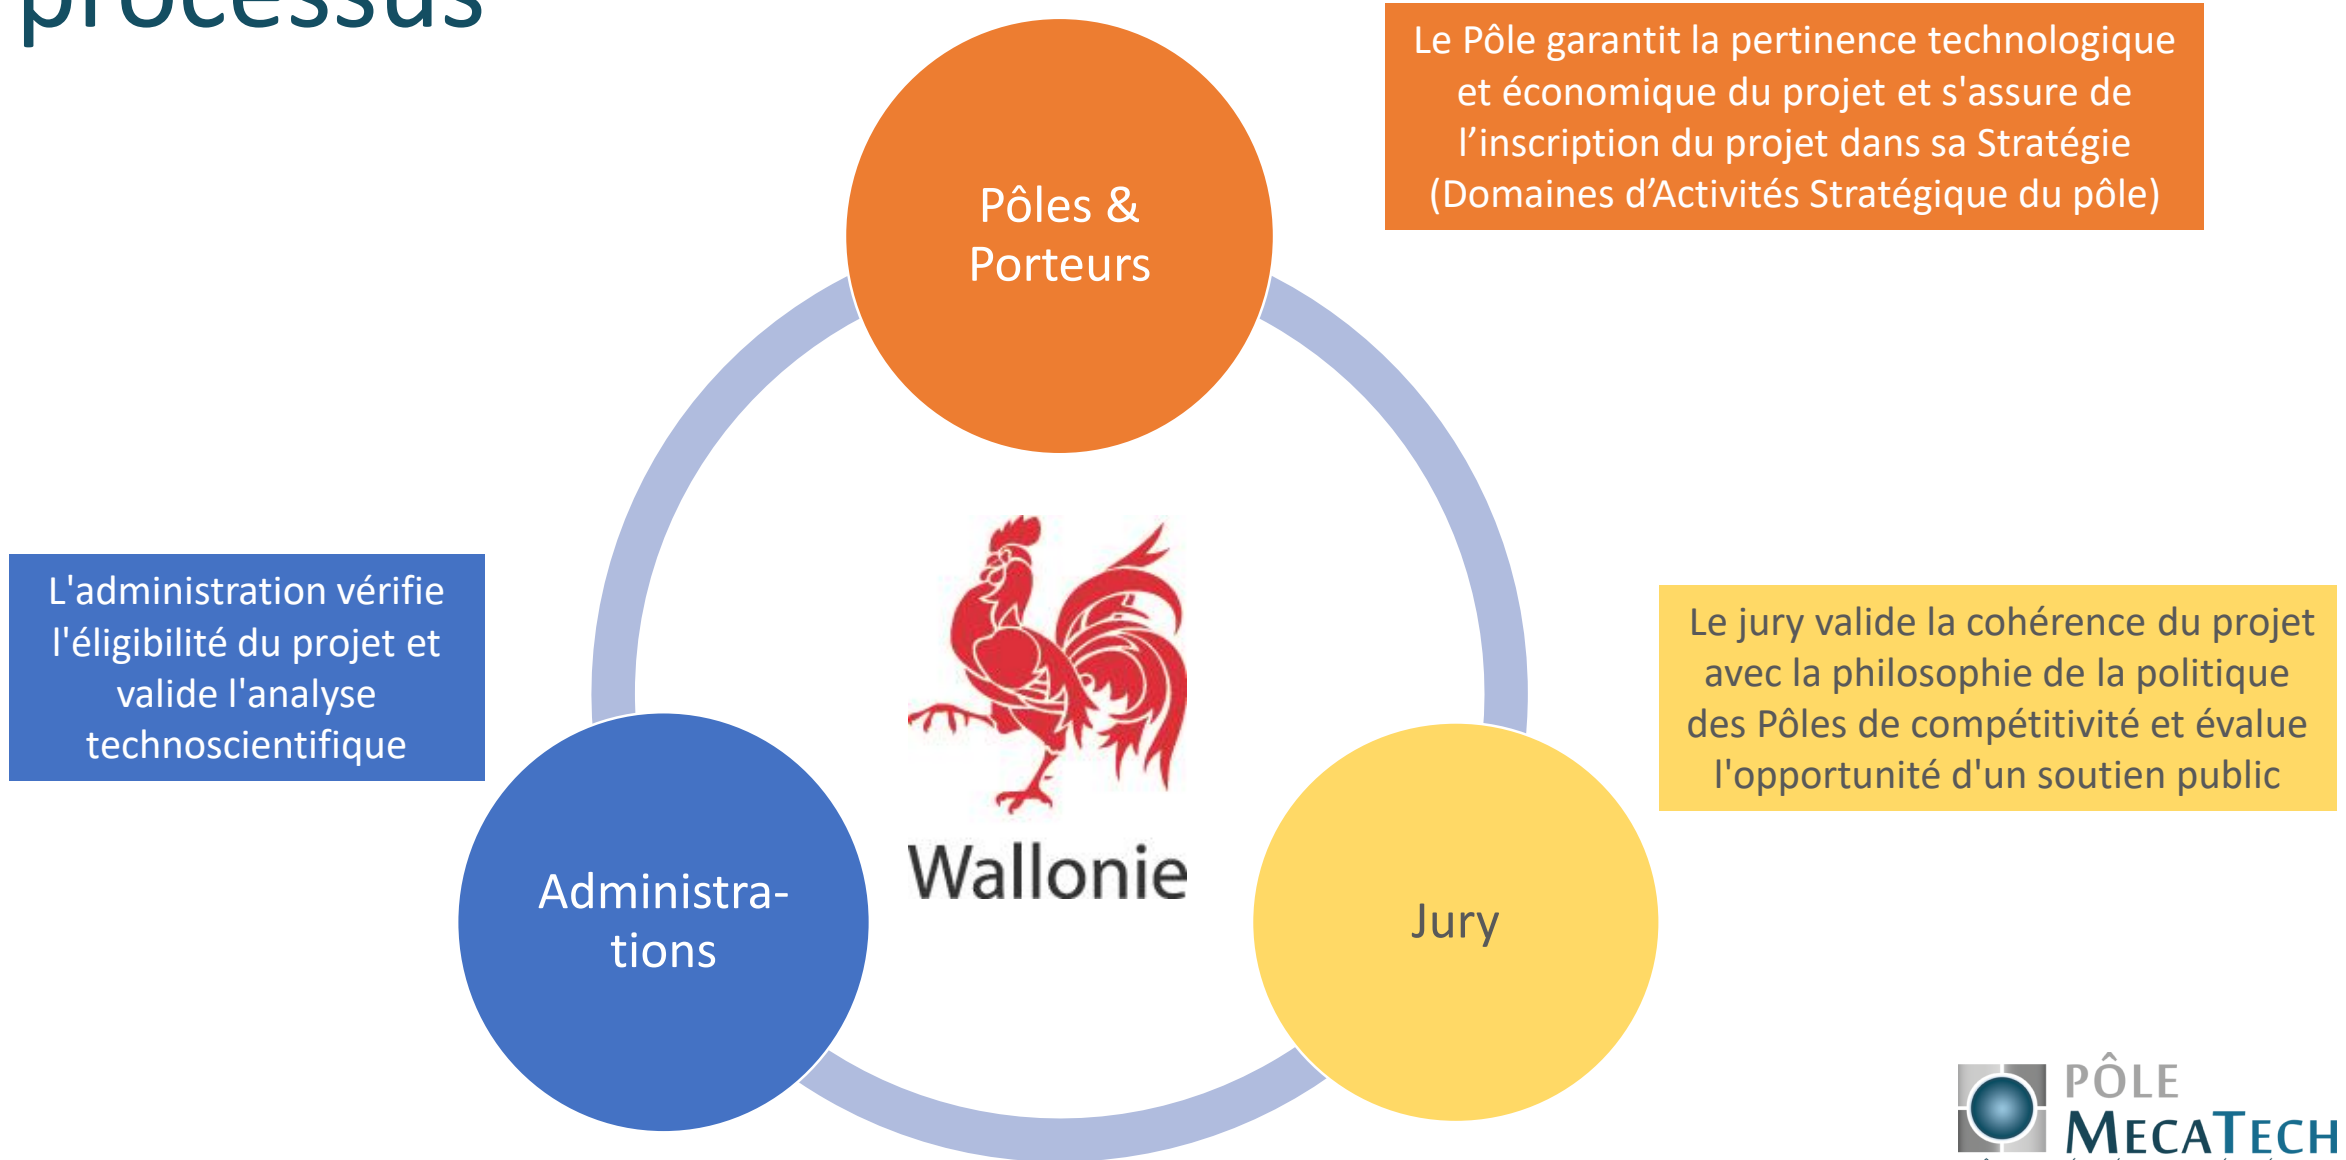 processus
Le Pôle garantit la pertinence technologique
et économique du projet et s'assure de
l’inscription du projet dans sa Stratégie
(Domaines d’Activités Stratégique du pôle)
Pôles &
Porteurs
L'administration vérifie
l'éligibilité du projet et
valide l'analyse
technoscientifique
Le jury valide la cohérence du projet
avec la philosophie de la politique
des Pôles de compétitivité et évalue
l'opportunité d'un soutien public
Wallonie
Administra-
tions
Jury
PÔLE
MECATECH